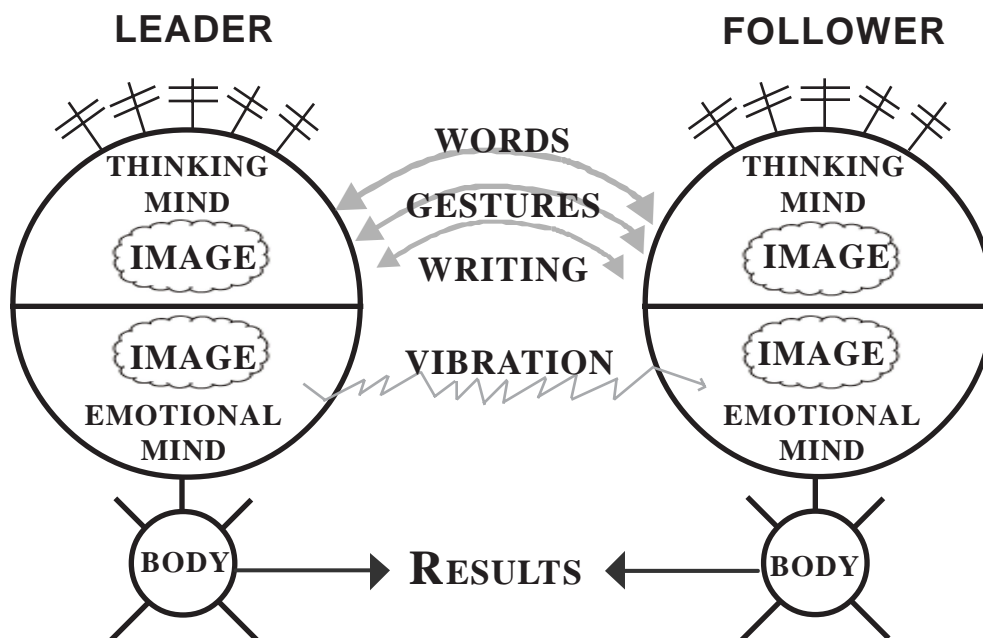 LEADER
FOLLOWER
THINKING
MIND
IMAGE
IMAGE
EMOTIONAL
MIND
BODY
WORDS
GESTURES
WRITING
VIBRATION
RESULTS
THINKING
MIND
IMAGE
IMAGE
EMOTIONAL
MIND
BODY